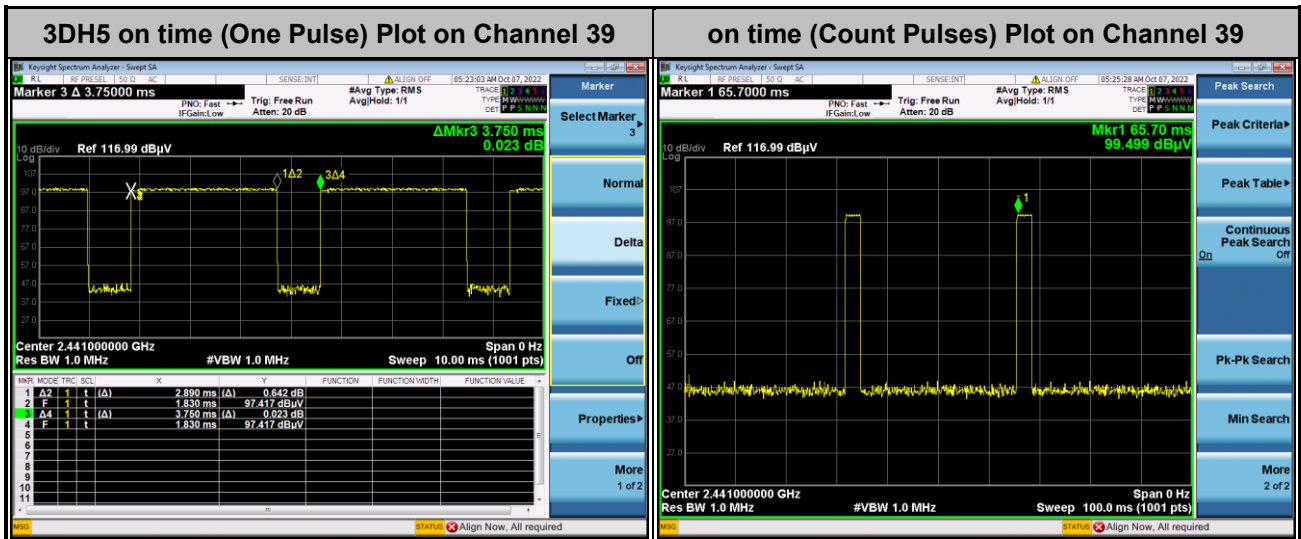 3DH5 on time (One Pulse) Plot on Channel 39
Keysight Spectrum Analyzer - Swept SA
RL RF PRESEL 50 Ω AC SENSE:INT ALIGN OFF 05:23:03 AM Oct 07, 2022
Marker 3 Δ 3.75000 ms
PNO: Fast
IFGain:Low
Trig: Free Run
Atten: 20 dB
#Avg Type: RMS
Avg|Hold: 1/1
TRACE 1 2 3 4 5 6
TYPE M W W W W W
DET P P S N N N
ΔMkr3 3.750 ms
0.023 dB
10 dB/div Ref 116.99 dBµV
Log
107
97.0
87.0
77.0
67.0
57.0
47.0
37.0
27.0
1Δ2
3Δ4
Center 2.441000000 GHz Span 0 Hz
Res BW 1.0 MHz #VBW 1.0 MHz Sweep 10.00 ms (1001 pts)
MKR MODE TRC SCL X Y FUNCTION FUNCTION WIDTH FUNCTION VALUE
1 Δ2 1 t (Δ) 2.890 ms (Δ) 0.642 dB
2 F 1 t 1.830 ms 97.417 dBµV
3 Δ4 1 t (Δ) 3.750 ms (Δ) 0.023 dB
4 F 1 t 1.830 ms 97.417 dBµV
5
6
7
8
9
10
11
MSG STATUS Align Now, All required
Marker
Select Marker
3
Normal
Delta
Fixed
Off
Properties
More
1 of 2
on time (Count Pulses) Plot on Channel 39
Keysight Spectrum Analyzer - Swept SA
RL RF PRESEL 50 Ω AC SENSE:INT ALIGN OFF 05:25:28 AM Oct 07, 2022
Marker 1 65.7000 ms
PNO: Fast
IFGain:Low
Trig: Free Run
Atten: 20 dB
#Avg Type: RMS
Avg|Hold: 1/1
TRACE 1 2 3 4 5 6
TYPE M W W W W W
DET P P S N N N
Mkr1 65.70 ms
99.499 dBµV
10 dB/div Ref 116.99 dBµV
Log
107
97.0
87.0
77.0
67.0
57.0
47.0
37.0
27.0
1
Center 2.441000000 GHz Span 0 Hz
Res BW 1.0 MHz #VBW 1.0 MHz Sweep 100.0 ms (1001 pts)
MSG STATUS Align Now, All required
Peak Search
Peak Criteria
Peak Table
Continuous
Peak Search
On Off
Pk-Pk Search
Min Search
More
2 of 2